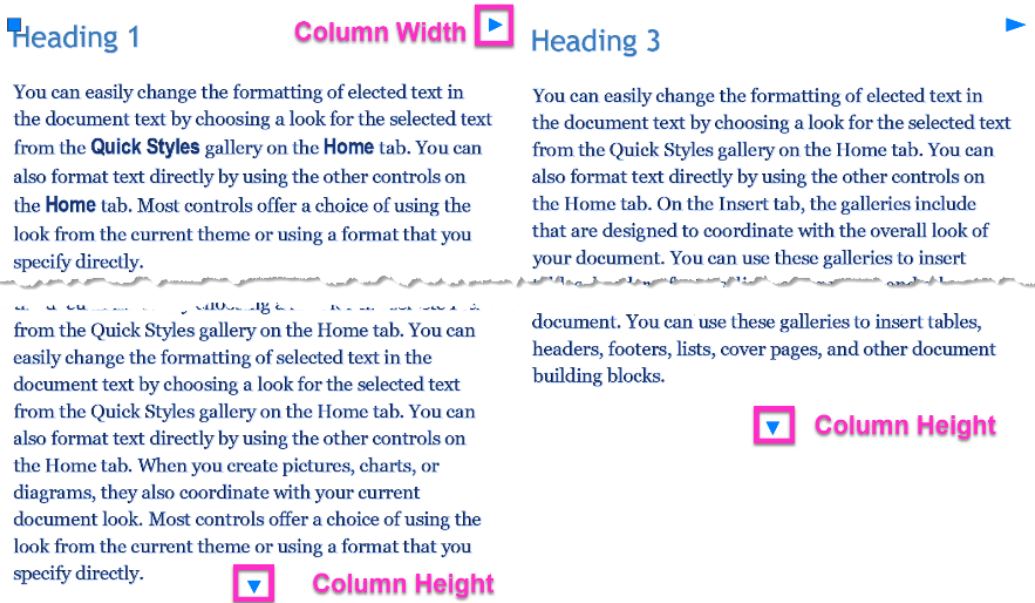 Heading 1
Column Width
You can easily change the formatting of elected text in
the document text by choosing a look for the selected text
from the Quick Styles gallery on the Home tab. You can
also format text directly by using the other controls on
the Home tab. Most controls offer a choice of using the
look from the current theme or using a format that you
specify directly.
from the Quick Styles gallery on the Home tab. You can
easily change the formatting of selected text in the
document text by choosing a look for the selected text
from the Quick Styles gallery on the Home tab. You can
also format text directly by using the other controls on
the Home tab. When you create pictures, charts, or
diagrams, they also coordinate with your current
document look. Most controls offer a choice of using the
look from the current theme or using a format that you
specify directly.
Column Height
Heading 3
You can easily change the formatting of elected text in
the document text by choosing a look for the selected text
from the Quick Styles gallery on the Home tab. You can
also format text directly by using the other controls on
the Home tab. On the Insert tab, the galleries include
that are designed to coordinate with the overall look of
your document. You can use these galleries to insert
document. You can use these galleries to insert tables,
headers, footers, lists, cover pages, and other document
building blocks.
Column Height